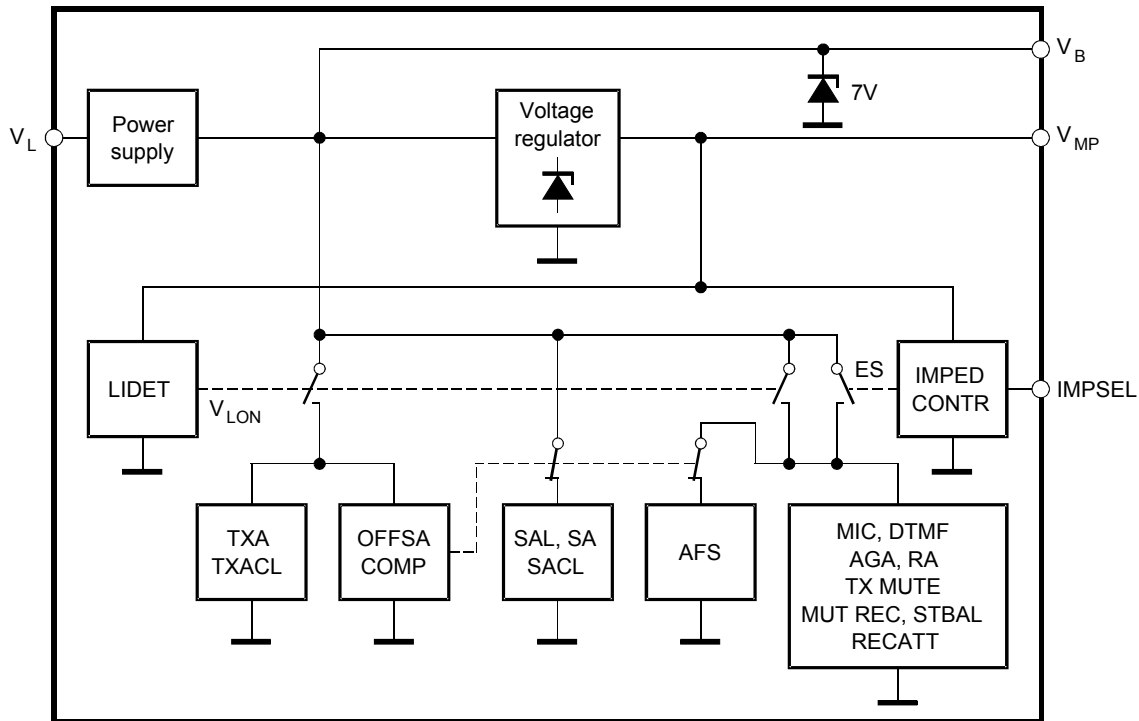 V_B
7V
V_L
Power
supply
Voltage
regulator
V_MP
LIDET
V_LON
ES
IMPED
CONTR
IMPSEL
TXA
TXACL
OFFSA
COMP
SAL, SA
SACL
AFS
MIC, DTMF
AGA, RA
TX MUTE
MUT REC, STBAL
RECATT